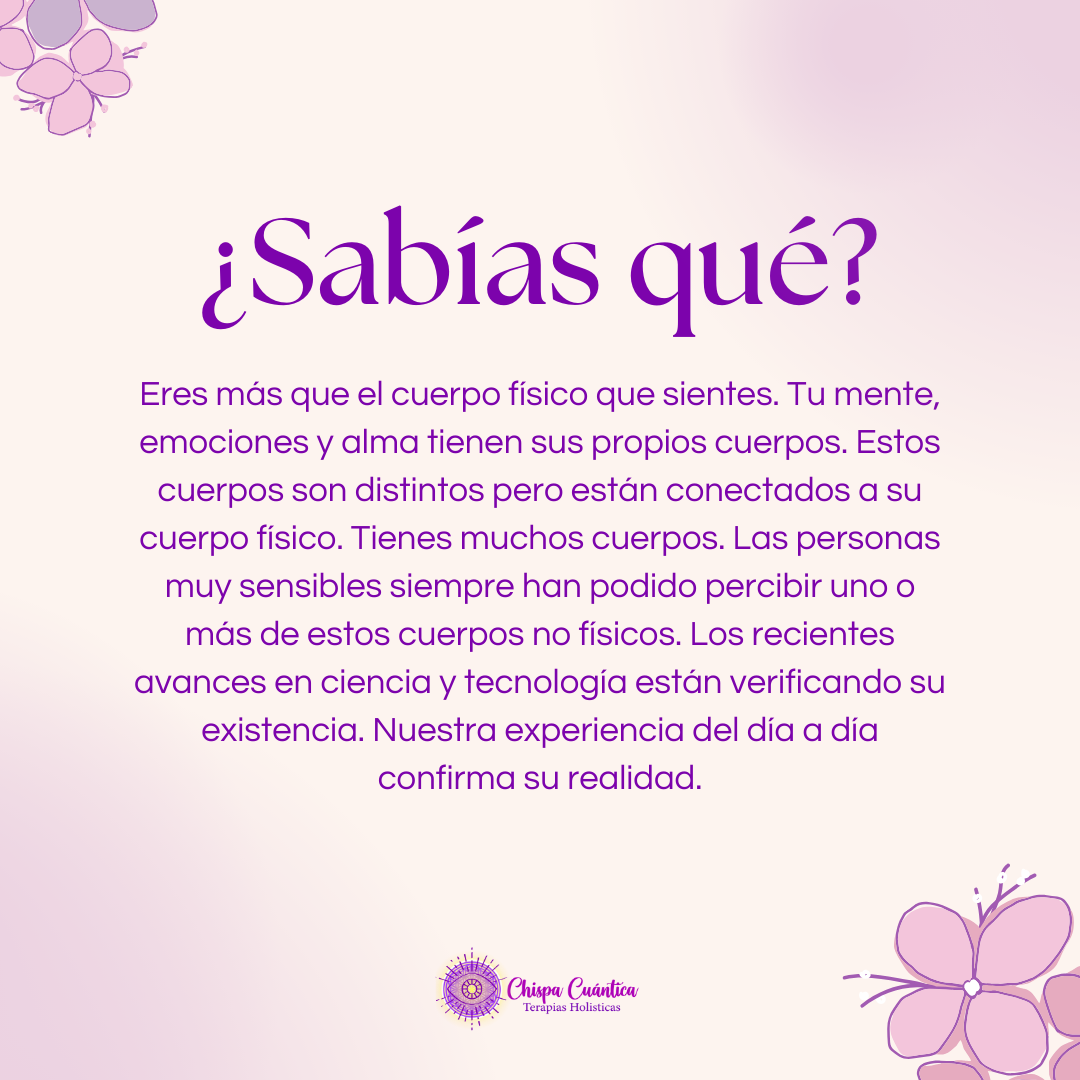 ¿Sabías qué?
Eres más que el cuerpo físico que sientes. Tu mente,
emociones y alma tienen sus propios cuerpos. Estos
cuerpos son distintos pero están conectados a su
cuerpo físico. Tienes muchos cuerpos. Las personas
muy sensibles siempre han podido percibir uno o
más de estos cuerpos no físicos. Los recientes
avances en ciencia y tecnología están verificando su
existencia. Nuestra experiencia del día a día
confirma su realidad.
Chispa Cuántica
Terapias Holisticas